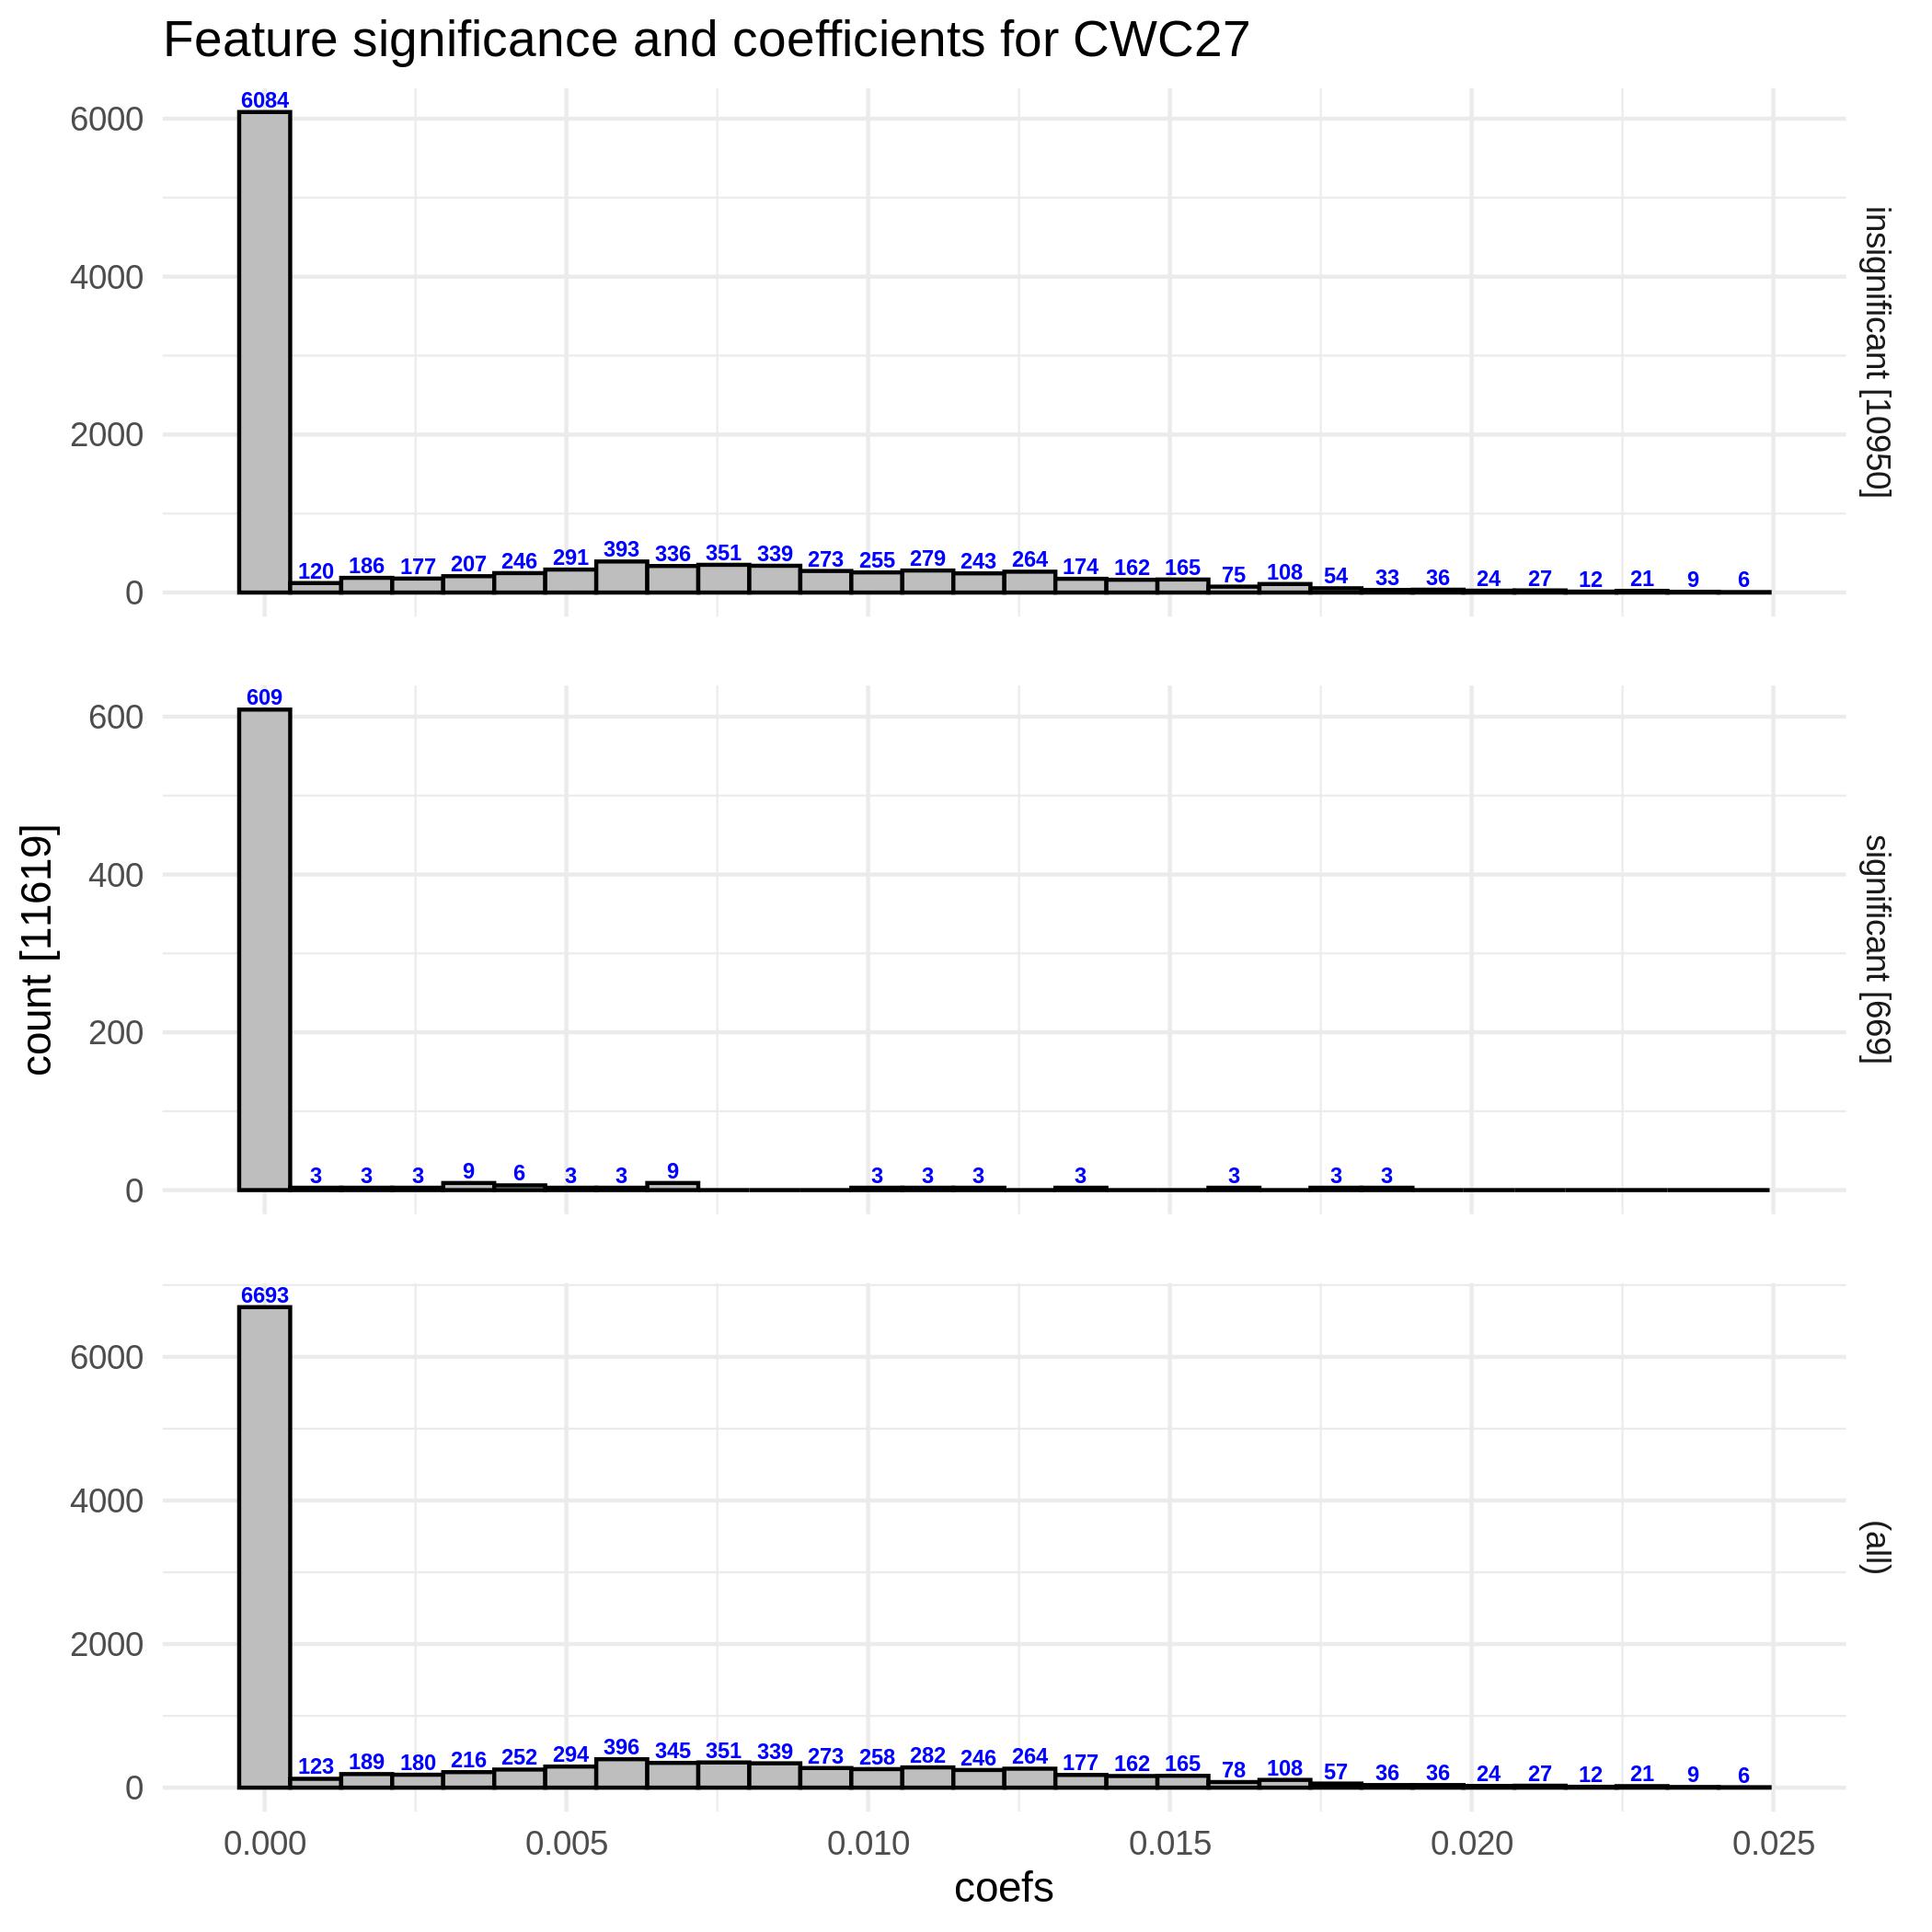 Feature significance and coefficients for CWC27
count [11619]
6000
4000
2000
0
6084 120 186 177 207 246 291 393 336 351 339 273 255 279 243 264 174 162 165 75 108 54 33 36 24 27 12 21 9 6
insignificant [10950]
600
400
200
0
609 3 3 3 9 6 3 3 9 3 3 3 3 3 3 3
significant [669]
6000
4000
2000
0
6693 123 189 180 216 252 294 396 345 351 339 273 258 282 246 264 177 162 165 78 108 57 36 36 24 27 12 21 9 6
(all)
0.000 0.005 0.010 0.015 0.020 0.025
coefs